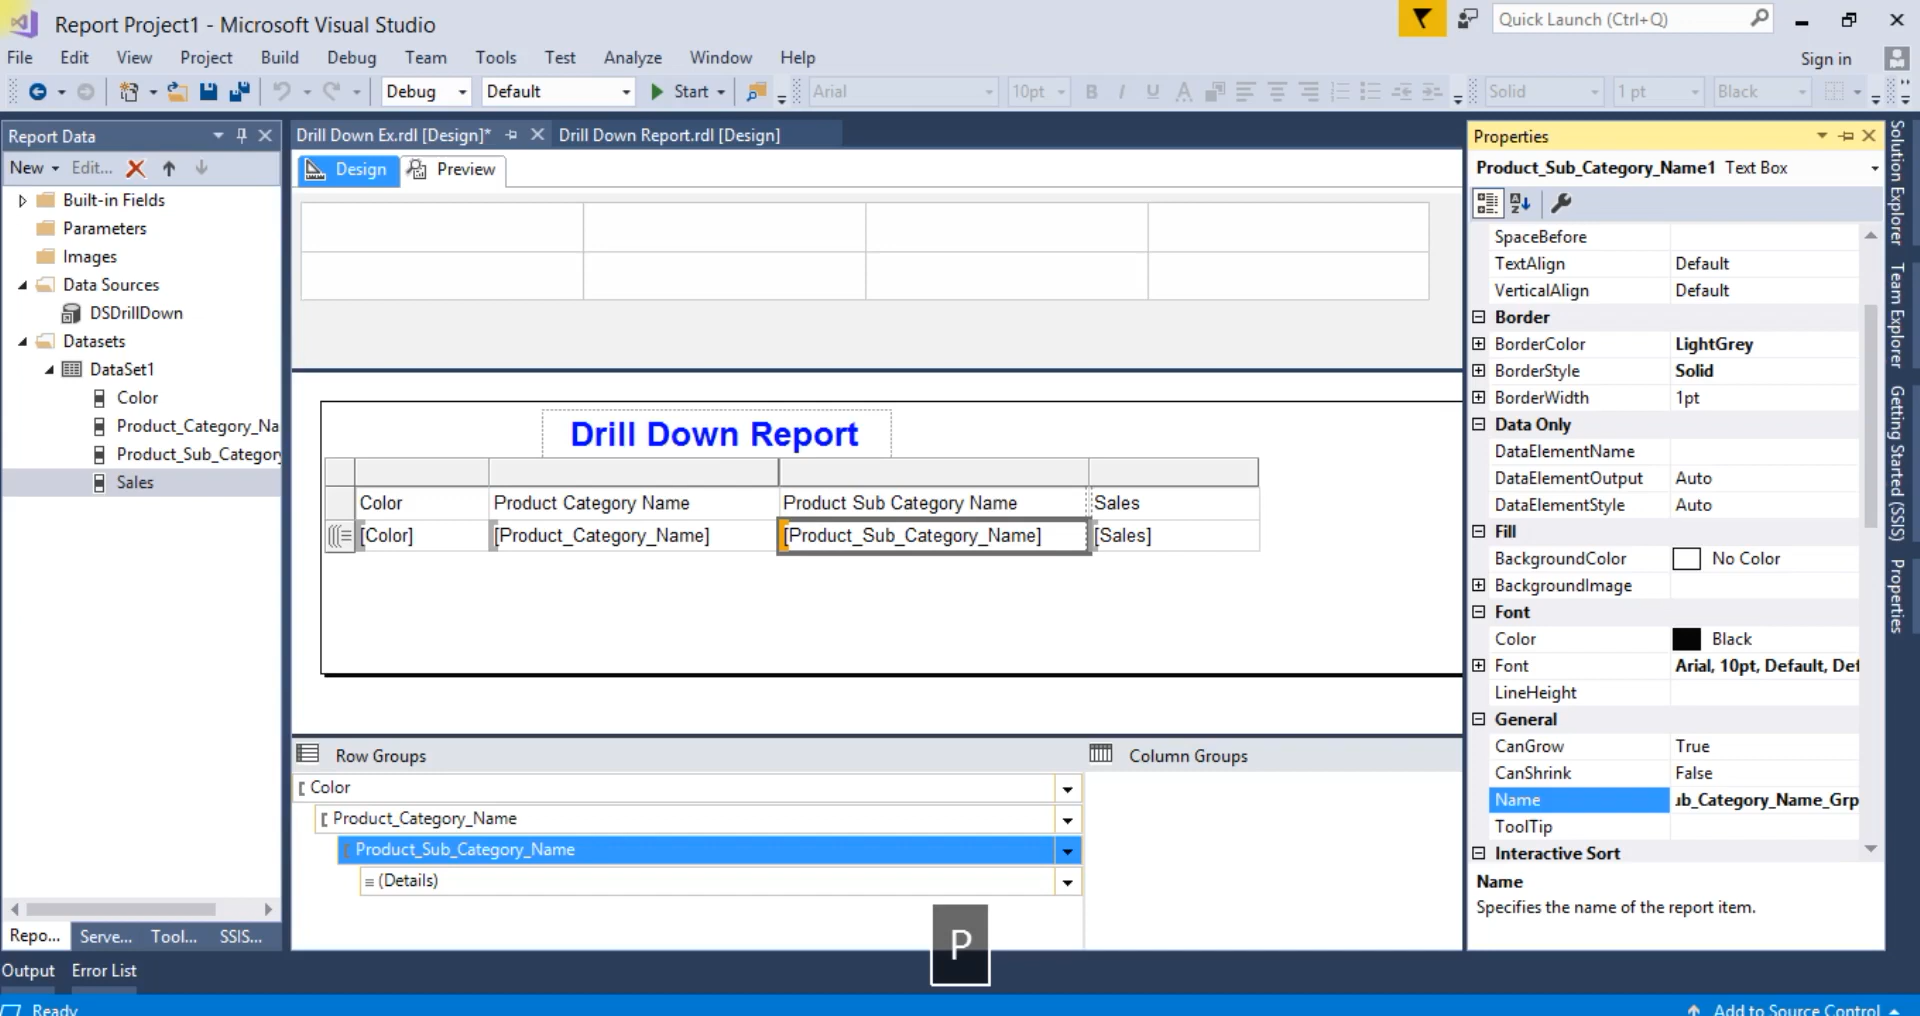 Report Project1 - Microsoft Visual Studio
Quick Launch (Ctrl+Q)
File Edit View Project Build Debug Team Tools Test Analyze Window Help
Sign in
Debug Default Start Arial 10pt B I U A Solid 1 pt Black
Report Data
New Edit...
Built-in Fields
Parameters
Images
Data Sources
DSDrillDown
Datasets
DataSet1
Color
Product_Category_Na
Product_Sub_Category
Sales
Repo... Serve... Tool... SSIS...
Drill Down Ex.rdl [Design]* Drill Down Report.rdl [Design]
Design Preview
Drill Down Report
Color Product Category Name Product Sub Category Name Sales
[Color] [Product_Category_Name] [Product_Sub_Category_Name] [Sales]
Row Groups Column Groups
Color
Product_Category_Name
Product_Sub_Category_Name
(Details)
P
Properties
Product_Sub_Category_Name1 Text Box
SpaceBefore
TextAlign Default
VerticalAlign Default
Border
BorderColor LightGrey
BorderStyle Solid
BorderWidth 1pt
Data Only
DataElementName
DataElementOutput Auto
DataElementStyle Auto
Fill
BackgroundColor No Color
BackgroundImage
Font
Color Black
Font Arial, 10pt, Default, Def
LineHeight
General
CanGrow True
CanShrink False
Name ub_Category_Name_Grp
ToolTip
Interactive Sort
Name
Specifies the name of the report item.
Solution Explorer
Team Explorer
Getting Started (SSIS)
Properties
Output Error List
Ready Add to Source Control